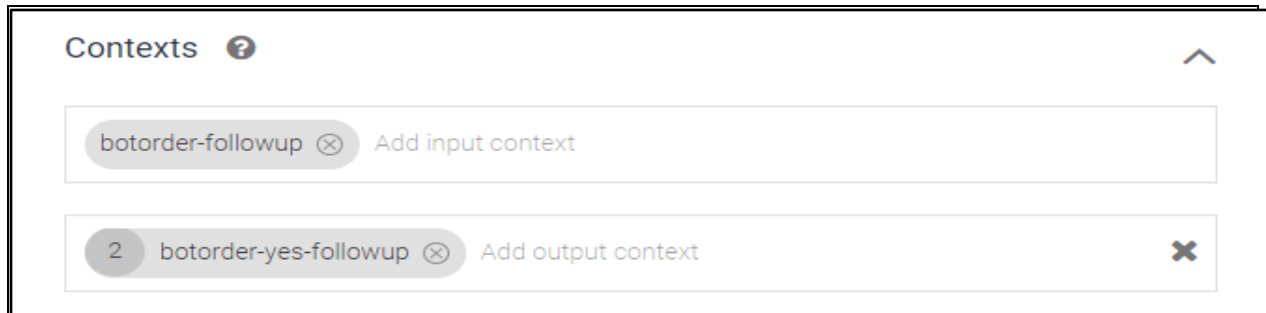 Contexts
botorder-followup Add input context
2 botorder-yes-followup Add output context